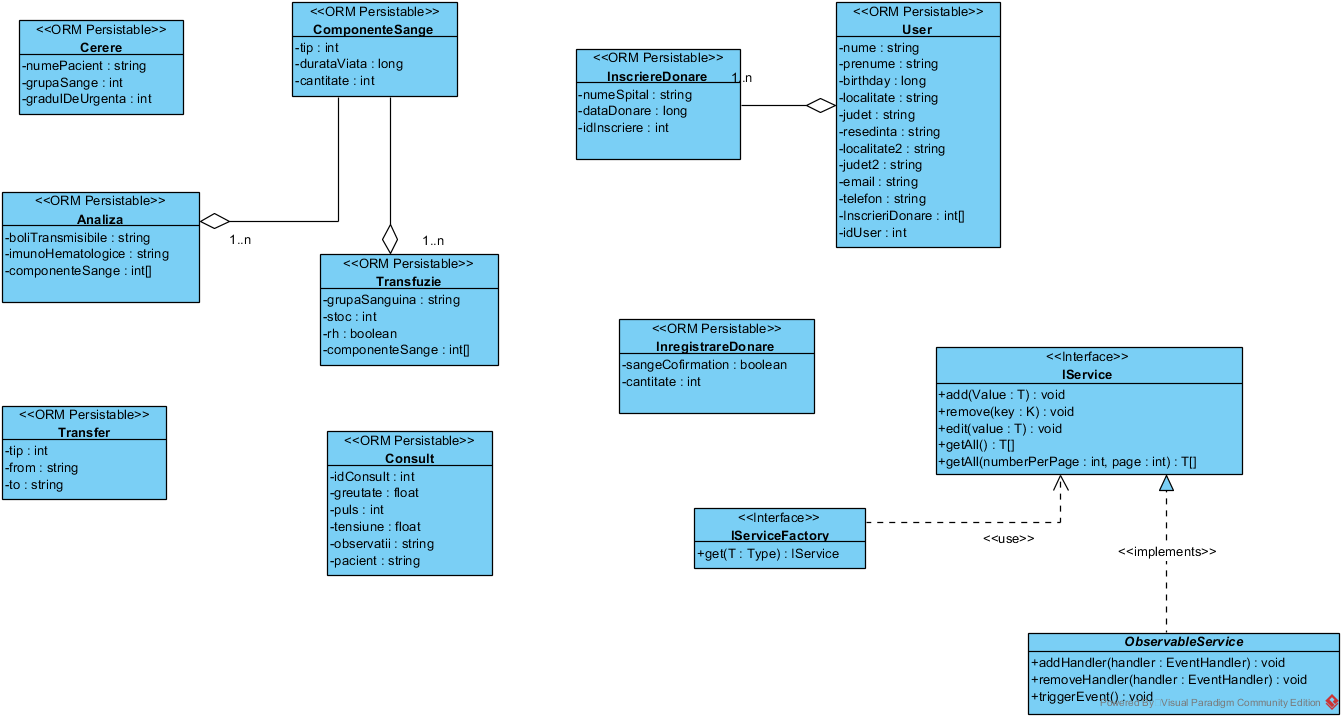 <<ORM Persistable>>
Cerere
-numePacient : string
-grupaSange : int
-gradulDeUrgenta : int
<<ORM Persistable>>
ComponenteSange
-tip : int
-durataViata : long
-cantitate : int
<<ORM Persistable>>
InscriereDonare
-numeSpital : string
-dataDonare : long
-idInscriere : int
1..n
<<ORM Persistable>>
User
-nume : string
-prenume : string
-birthday : long
-localitate : string
-judet : string
-resedinta : string
-localitate2 : string
-judet2 : string
-email : string
-telefon : string
-InscrieriDonare : int[]
-idUser : int
<<ORM Persistable>>
Analiza
-boliTransmisibile : string
-imunoHematologice : string
-componenteSange : int[]
1..n
1..n
<<ORM Persistable>>
Transfuzie
-grupaSanguina : string
-stoc : int
-rh : boolean
-componenteSange : int[]
<<ORM Persistable>>
InregistrareDonare
-sangeCofirmation : boolean
-cantitate : int
<<Interface>>
IService
+add(Value : T) : void
+remove(key : K) : void
+edit(value : T) : void
+getAll() : T[]
+getAll(numberPerPage : int, page : int) : T[]
<<ORM Persistable>>
Transfer
-tip : int
-from : string
-to : string
<<ORM Persistable>>
Consult
-idConsult : int
-greutate : float
-puls : int
-tensiune : float
-observatii : string
-pacient : string
<<Interface>>
IServiceFactory
+get(T : Type) : IService
<<use>>
<<implements>>
ObservableService
+addHandler(handler : EventHandler) : void
+removeHandler(handler : EventHandler) : void
+triggerEvent() : void
Powered By Visual Paradigm Community Edition